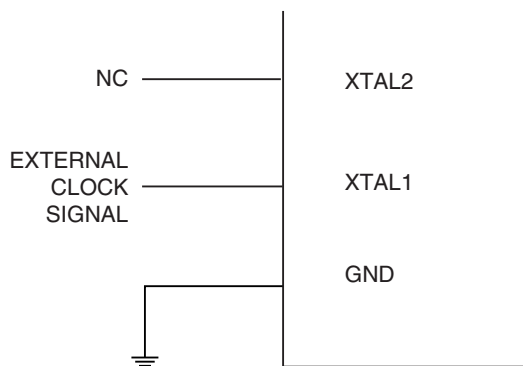 NC
XTAL2
EXTERNAL
CLOCK
SIGNAL
XTAL1
GND